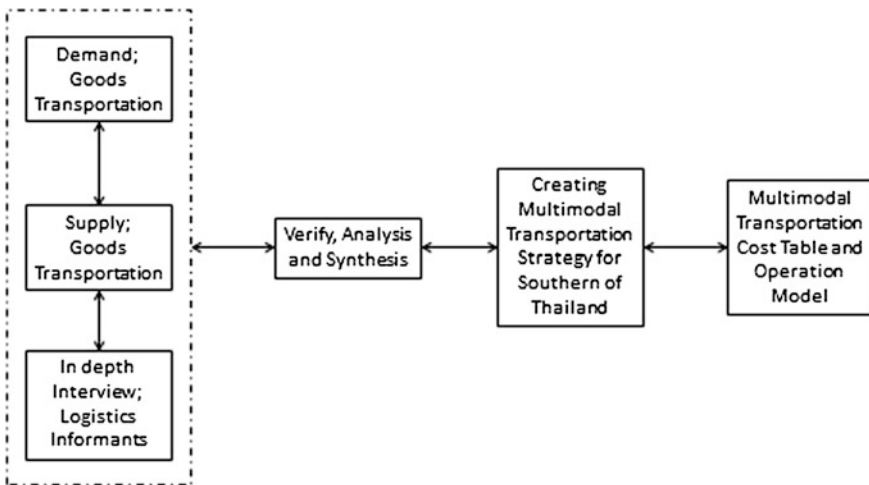 Demand;
Goods
Transportation
Supply;
Goods
Transportation
In depth
Interview;
Logistics
Informants
Verify, Analysis
and Synthesis
Creating
Multimodal
Transportation
Strategy for
Southern of
Thailand
Multimodal
Transportation
Cost Table and
Operation
Model